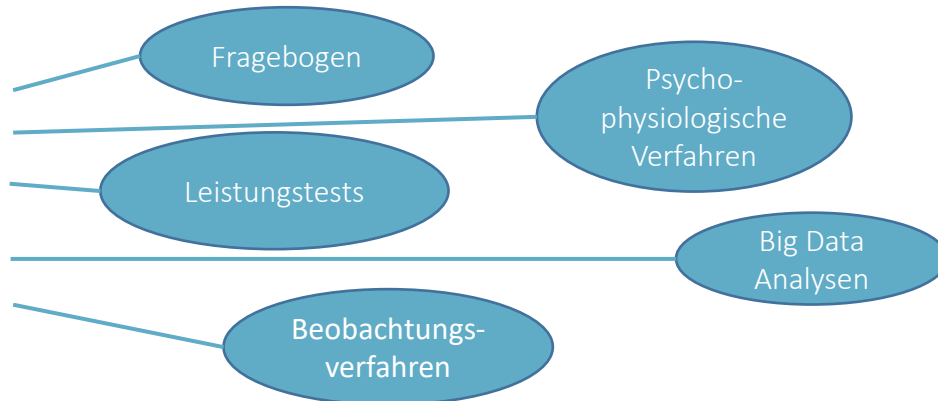 Fragebogen
Psycho-
physiologische
Verfahren
Leistungstests
Big Data
Analysen
Beobachtungs-
verfahren